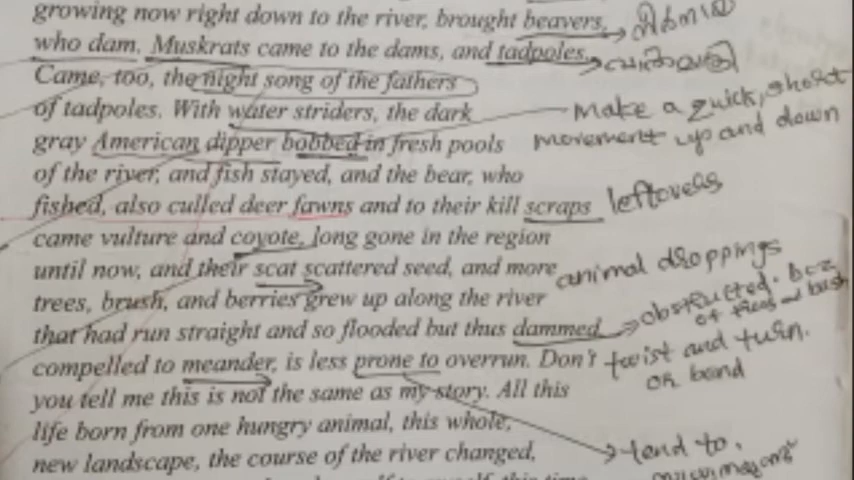 growing now right down to the river, brought beavers,
who dam. Muskrats came to the dams, and tadpoles.
Came, too, the night song of the fathers
of tadpoles. With water striders, the dark
make a quick, short
gray American dipper bobbed in fresh pools
movement up and down
of the river, and fish stayed, and the bear, who
fished, also culled deer fawns and to their kill scraps
leftovers
came vulture and coyote, long gone in the region
until now, and their scat scattered seed, and more
animal droppings
trees, brush, and berries grew up along the river
obstructed. bcz
of trees and bush
that had run straight and so flooded but thus dammed
compelled to meander, is less prone to overrun. Don't
twist and turn.
or bend
you tell me this is not the same as my story. All this
life born from one hungry animal, this whole,
tend to.
new landscape, the course of the river changed,